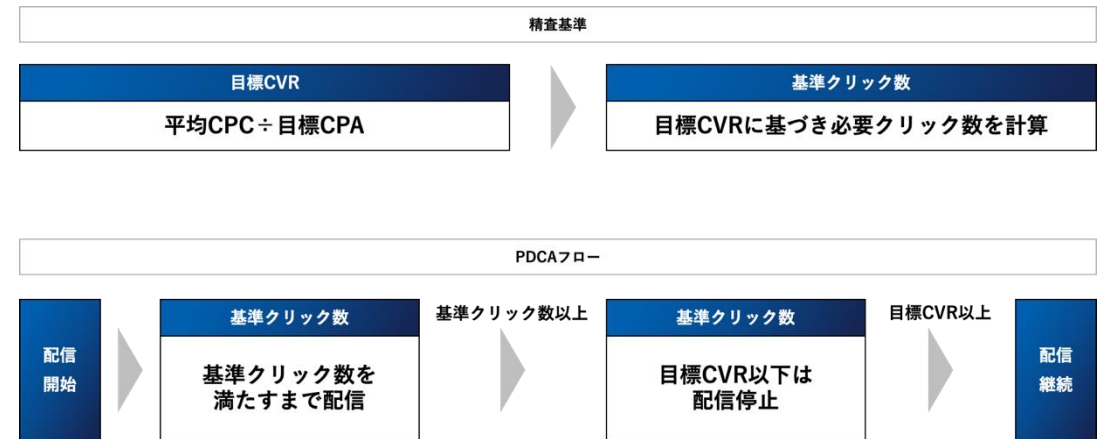 精査基準
目標CVR
平均CPC÷目標CPA
基準クリック数
目標CVRに基づき必要クリック数を計算
PDCAフロー
配信
開始
基準クリック数
基準クリック数を
満たすまで配信
基準クリック数以上
基準クリック数
目標CVR以下は
配信停止
目標CVR以上
配信
継続